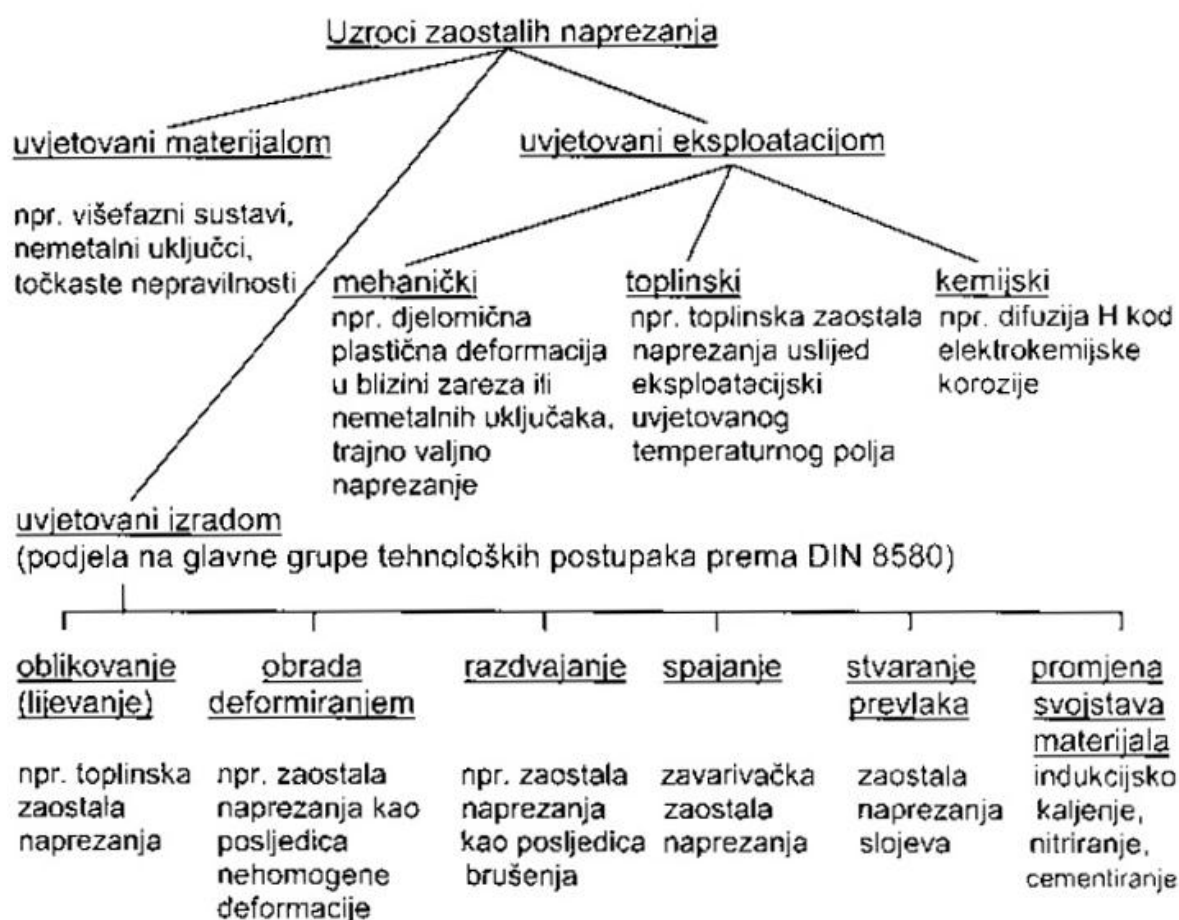 Uzroci zaostalih naprezanja
uvjetovani materijalom
npr. višefazni sustavi,
nemetalni uključci,
točkaste nepravilnosti
uvjetovani eksploatacijom
mehanički
npr. djelomična
plastična deformacija
u blizini zareza ili
nemetalnih uključaka,
trajno valjno
naprezanje
toplinski
npr. toplinska zaostala
naprezanja uslijed
eksploatacijski
uvjetovanog
temperaturnog polja
kemijski
npr. difuzija H kod
elektrokemijske
korozije
uvjetovani izradom
(podjela na glavne grupe tehnoloških postupaka prema DIN 8580)
oblikovanje
(lijevanje)
npr. toplinska
zaostala
naprezanja
obrada
deformiranjem
npr. zaostala
naprezanja kao
posljedica
nehomogene
deformacije
razdvajanje
npr. zaostala
naprezanja
kao posljedica
brušenja
spajanje
zavarivačka
zaostala
naprezanja
stvaranje
prevlaka
zaostala
naprezanja
slojeva
promjena
svojstava
materijala
indukcijsko
kaljenje,
nitriranje,
cementiranje